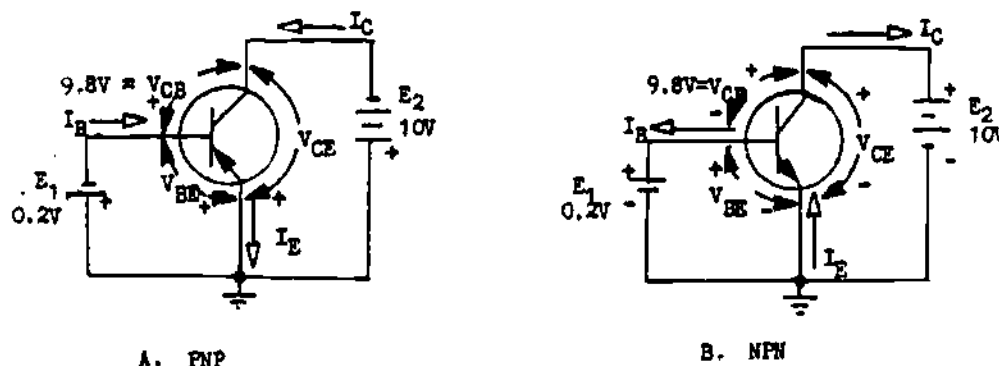 I_C
9.8V = V_CB
+
I_B
E_2
10V
+
V_CE
V_BE
+
+
E_1
0.2V
+
I_E
A. PNP
I_C
9.8V=V_CB
+
+
-
I_B
E_2
10V
+
-
V_CE
+
V_BE
-
-
E_1
0.2V
+
-
I_E
B. NPN